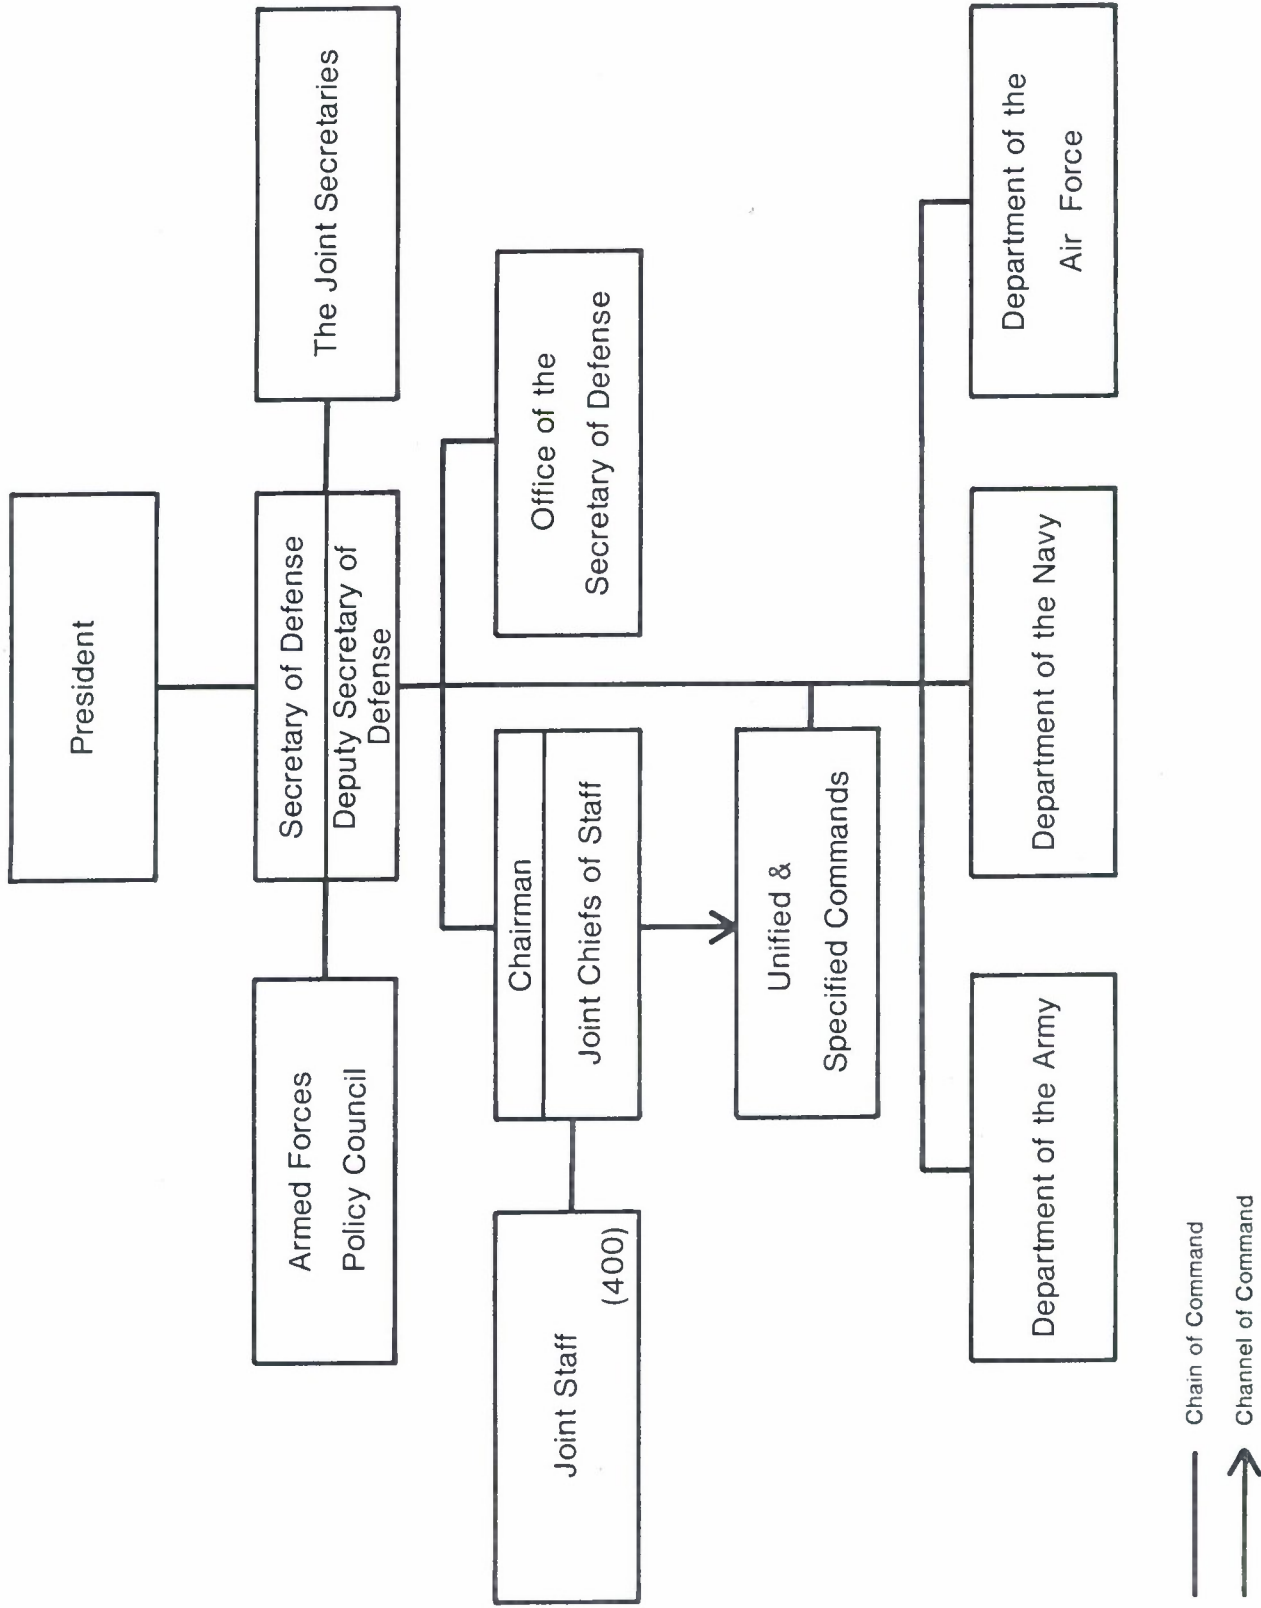 President
Armed Forces
Policy Council
Secretary of Defense
Deputy Secretary of
Defense
The Joint Secretaries
Joint Staff
(400)
Chairman
Joint Chiefs of Staff
Office of the
Secretary of Defense
Unified &
Specified Commands
Department of the Army
Department of the Navy
Department of the
Air Force
Chain of Command
Channel of Command